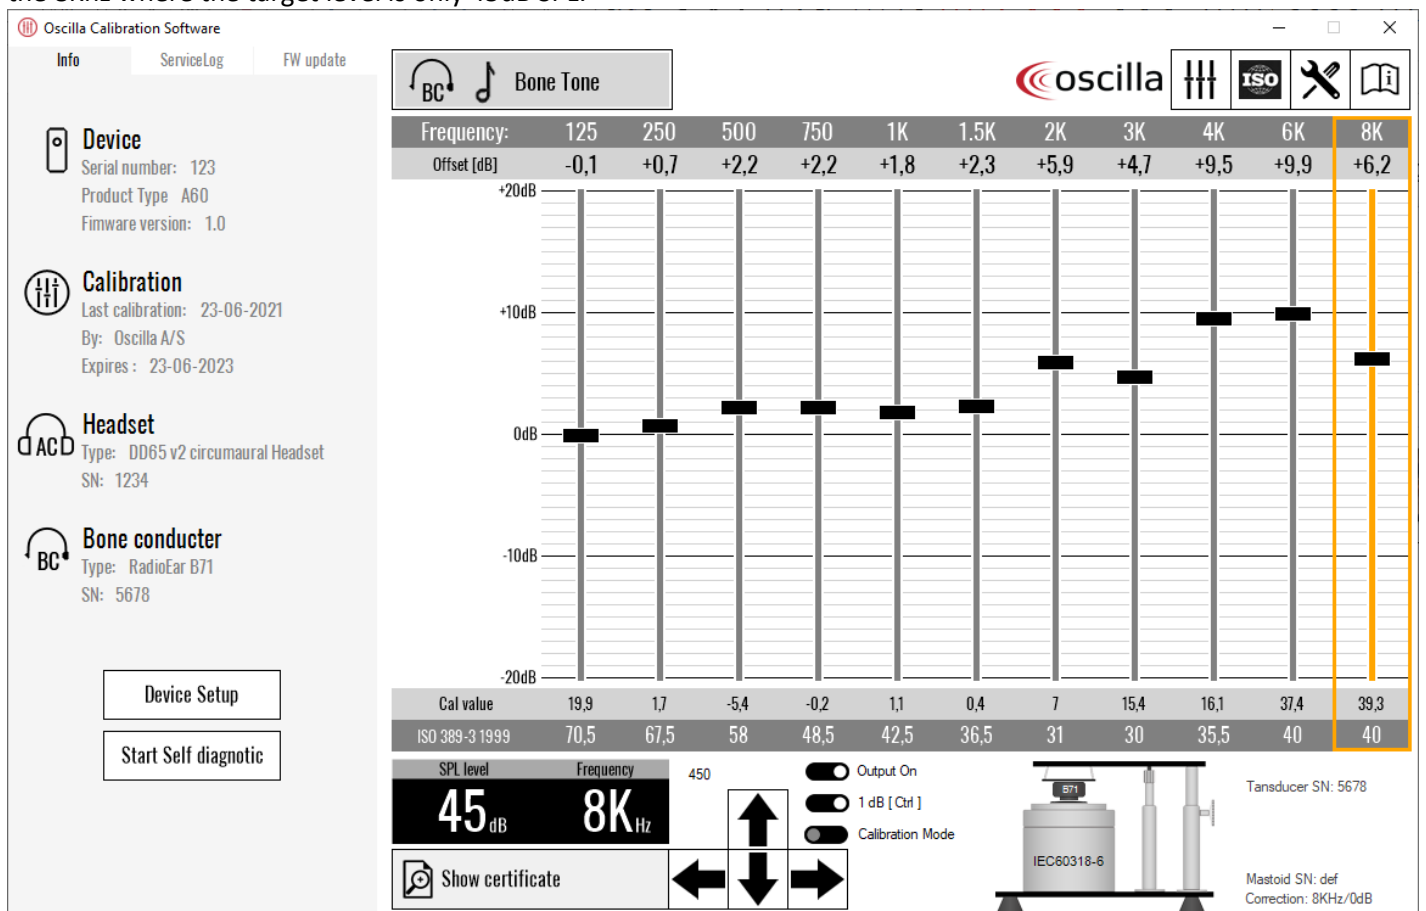 Oscilla Calibration Software
Info ServiceLog FW update
Device
Serial number: 123
Product Type A60
Fimware version: 1.0
Calibration
Last calibration: 23-06-2021
By: Oscilla A/S
Expires : 23-06-2023
AC
Headset
Type: DD65 v2 circumaural Headset
SN: 1234
BC
Bone conducter
Type: RadioEar B71
SN: 5678
Device Setup
Start Self diagnotic
BC Bone Tone
oscilla
ISO
i
Frequency: 125 250 500 750 1K 1.5K 2K 3K 4K 6K 8K
Offset [dB] -0,1 +0,7 +2,2 +2,2 +1,8 +2,3 +5,9 +4,7 +9,5 +9,9 +6,2
+20dB
+10dB
0dB
-10dB
-20dB
Cal value 19,9 1,7 -5,4 -0,2 1,1 0,4 7 15,4 16,1 37,4 39,3
ISO 389-3 1999 70,5 67,5 58 48,5 42,5 36,5 31 30 35,5 40 40
SPL level Frequency
45 dB 8K Hz
450
Show certificate
Output On
1 dB [ Ctrl ]
Calibration Mode
B71
IEC60318-6
Tansducer SN: 5678
Mastoid SN: def
Correction: 8KHz/0dB